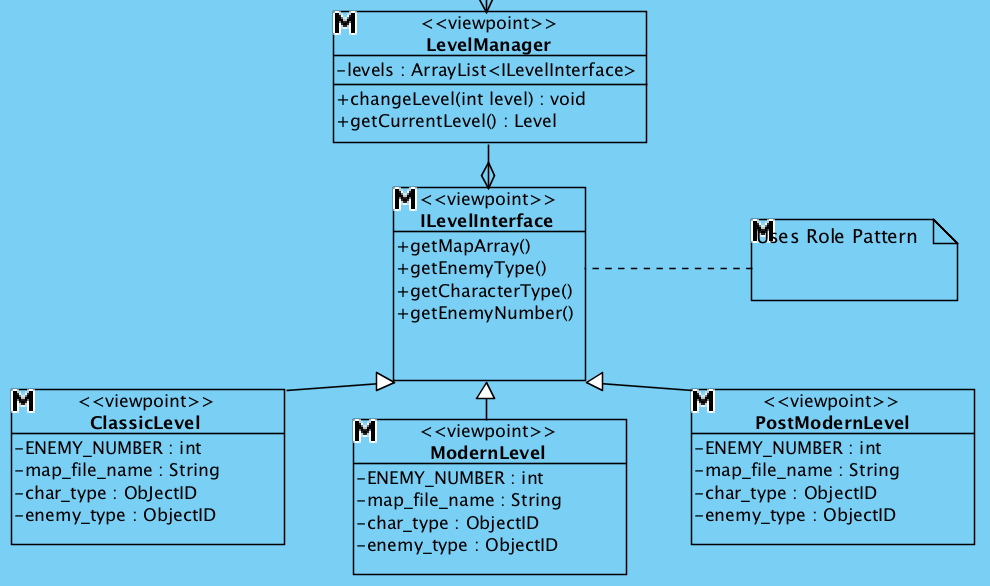 <<viewpoint>>
LevelManager
-levels : ArrayList<ILevelInterface>
+changeLevel(int level) : void
+getCurrentLevel() : Level
<<viewpoint>>
ILevelInterface
+getMapArray()
+getEnemyType()
+getCharacterType()
+getEnemyNumber()
Uses Role Pattern
<<viewpoint>>
ClassicLevel
-ENEMY_NUMBER : int
-map_file_name : String
-char_type : ObJectID
-enemy_type : ObjectID
<<viewpoint>>
ModernLevel
-ENEMY_NUMBER : int
-map_file_name : String
-char_type : ObjectID
-enemy_type : ObjectID
<<viewpoint>>
PostModernLevel
-ENEMY_NUMBER : int
-map_file_name : String
-char_type : ObjectID
-enemy_type : ObjectID